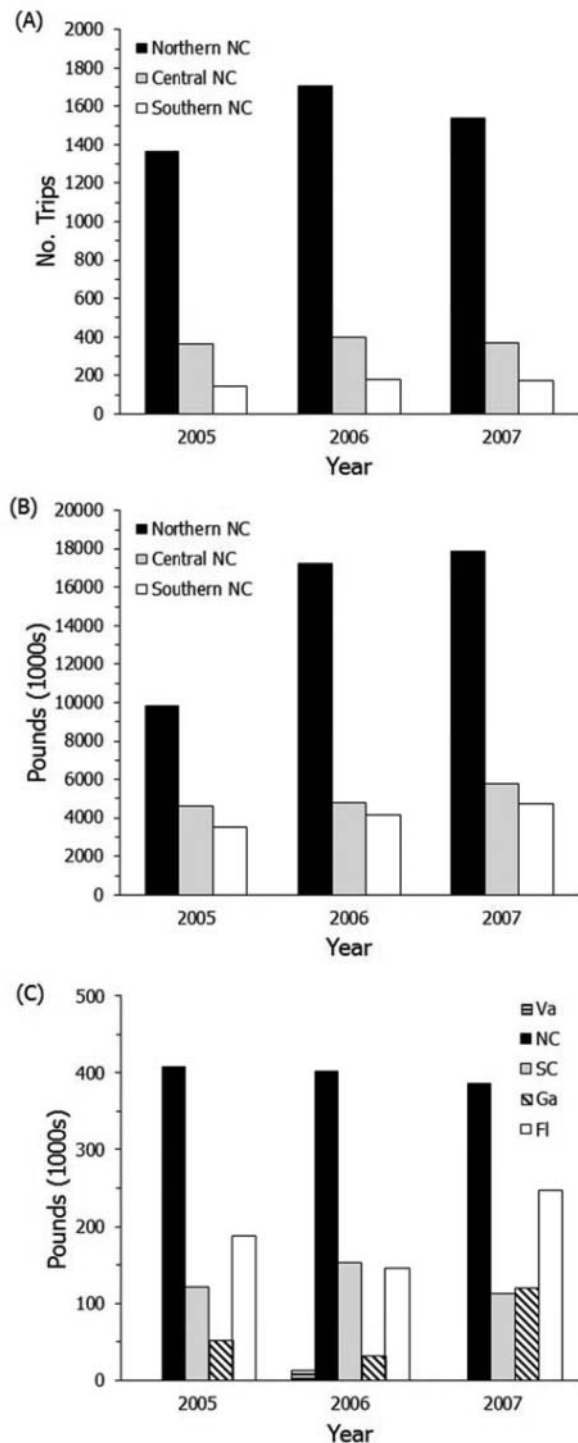 (A)
2000
1800
1600
1400
1200
1000
800
600
400
200
0
No. Trips
Northern NC
Central NC
Southern NC
2005 2006 2007
Year
(B)
20000
18000
16000
14000
12000
10000
8000
6000
4000
2000
0
Pounds (1000s)
Northern NC
Central NC
Southern NC
2005 2006 2007
Year
(C)
500
400
300
200
100
0
Pounds (1000s)
Va
NC
SC
Ga
Fl
2005 2006 2007
Year